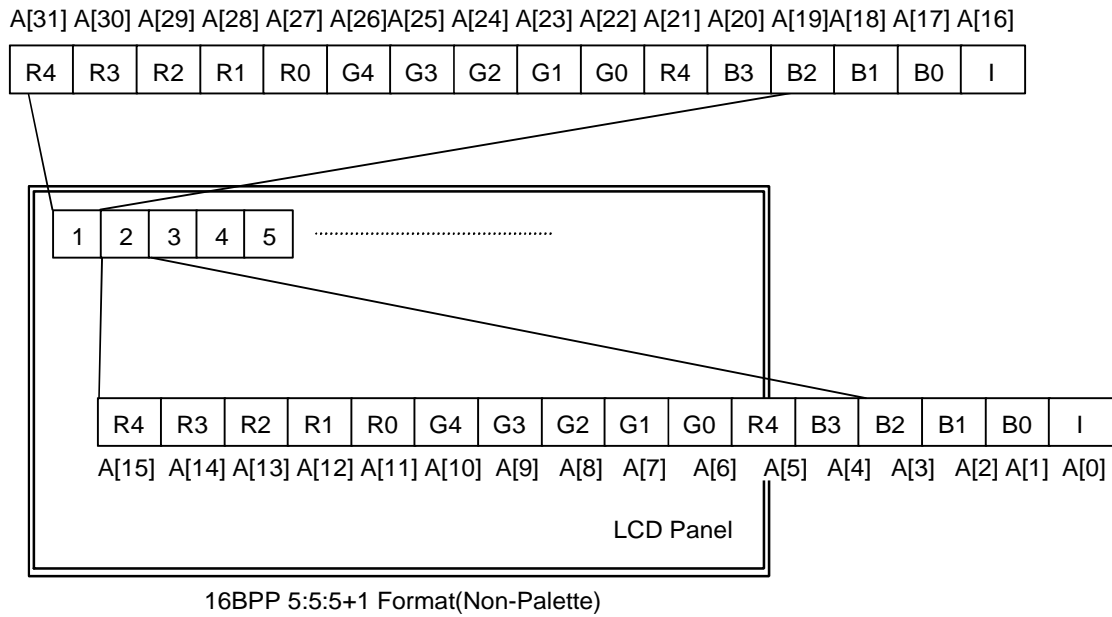 A[31] A[30] A[29] A[28] A[27] A[26]A[25] A[24] A[23] A[22] A[21] A[20] A[19]A[18] A[17] A[16]
R4 R3 R2 R1 R0 G4 G3 G2 G1 G0 R4 B3 B2 B1 B0 I
1 2 3 4 5
R4 R3 R2 R1 R0 G4 G3 G2 G1 G0 R4 B3 B2 B1 B0 I
A[15] A[14] A[13] A[12] A[11] A[10] A[9] A[8] A[7] A[6] A[5] A[4] A[3] A[2] A[1] A[0]
LCD Panel
16BPP 5:5:5+1 Format(Non-Palette)